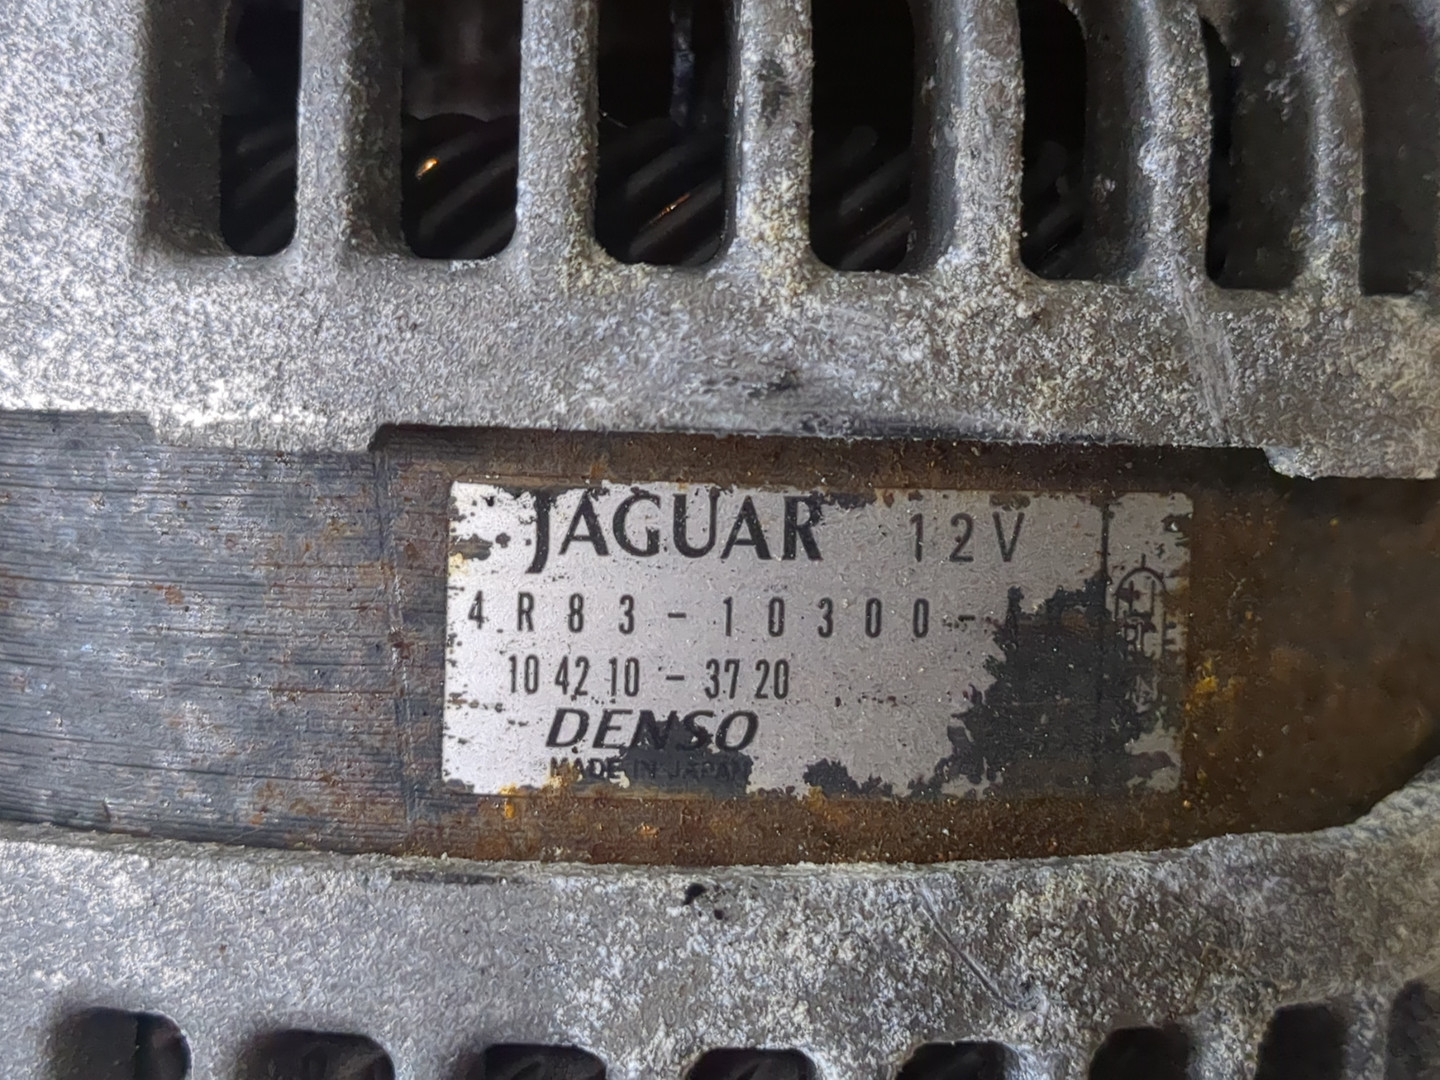 JAGUAR 12V
4R83-10300-
104210-3720
DENSO
MADE IN JAPAN